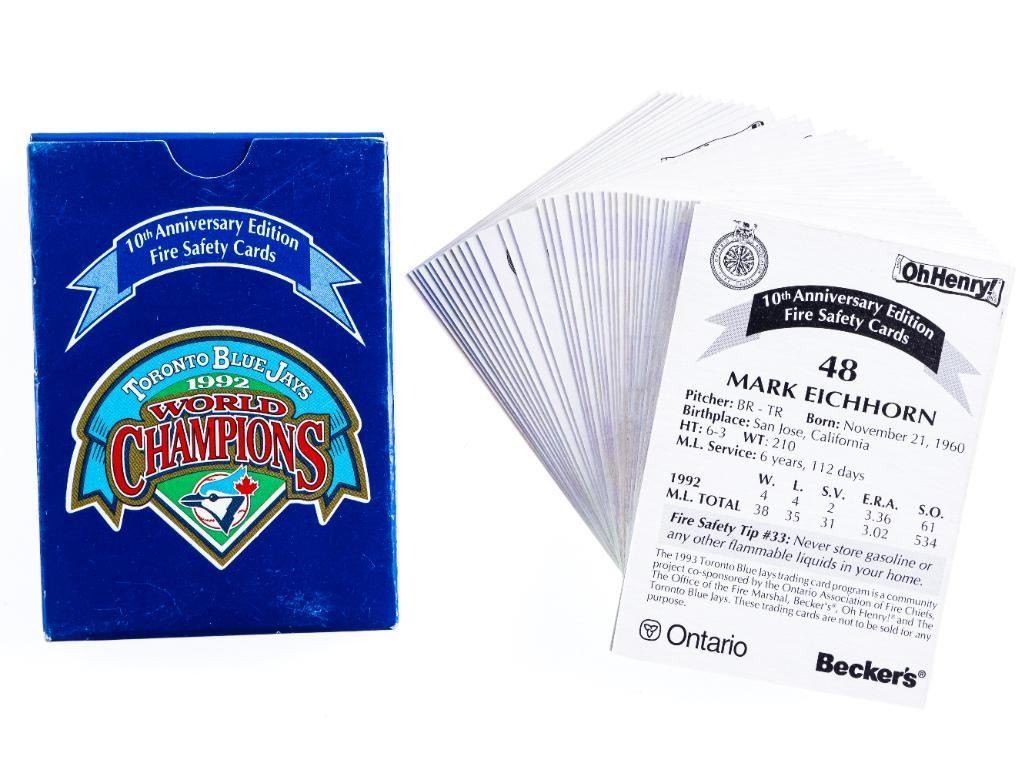 10th Anniversary Edition
Fire Safety Cards
TORONTO BLUE JAYS
1992
WORLD
CHAMPIONS
Oh Henry!
10th Anniversary Edition
Fire Safety Cards
48
MARK EICHHORN
Pitcher: BR - TR Born: November 21, 1960
Birthplace: San Jose, California
HT: 6-3 WT: 210
M.L. Service: 6 years, 112 days
W. L. S.V. E.R.A. S.O.
1992 4 4 2 3.36 61
M.L. TOTAL 38 35 31 3.02 534
Fire Safety Tip #33: Never store gasoline or
any other flammable liquids in your home.
The 1993 Toronto Blue Jays trading card program is a community
project co-sponsored by the Ontario Association of Fire Chiefs,
The Office of the Fire Marshal, Becker's®, Oh Henry!® and The
Toronto Blue Jays. These trading cards are not to be sold for any
purpose.
Ontario
Becker's®